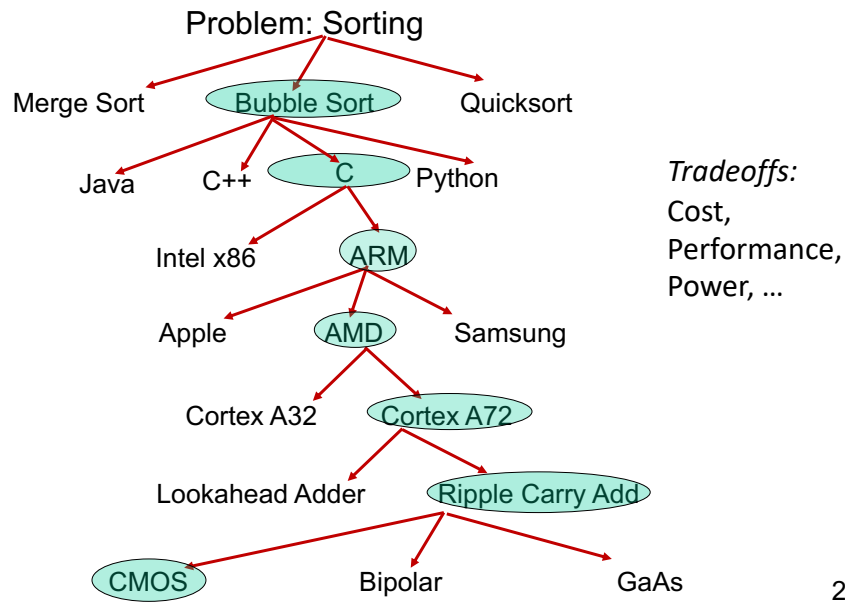 Problem: Sorting
Merge Sort Bubble Sort Quicksort
Java C++ C Python
Intel x86 ARM
Apple AMD Samsung
Cortex A32 Cortex A72
Lookahead Adder Ripple Carry Add
CMOS Bipolar GaAs
Tradeoffs:
Cost,
Performance,
Power, ...
2